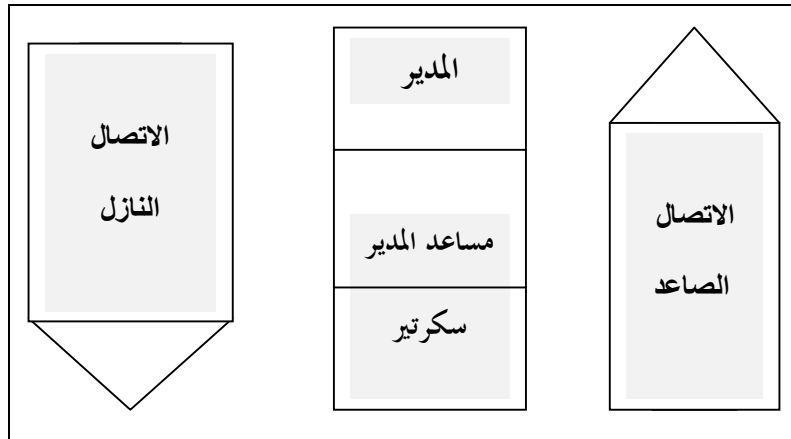 الاتصال
الصاعد
المدير
مساعد المدير
سكرتير
الاتصال
النازل